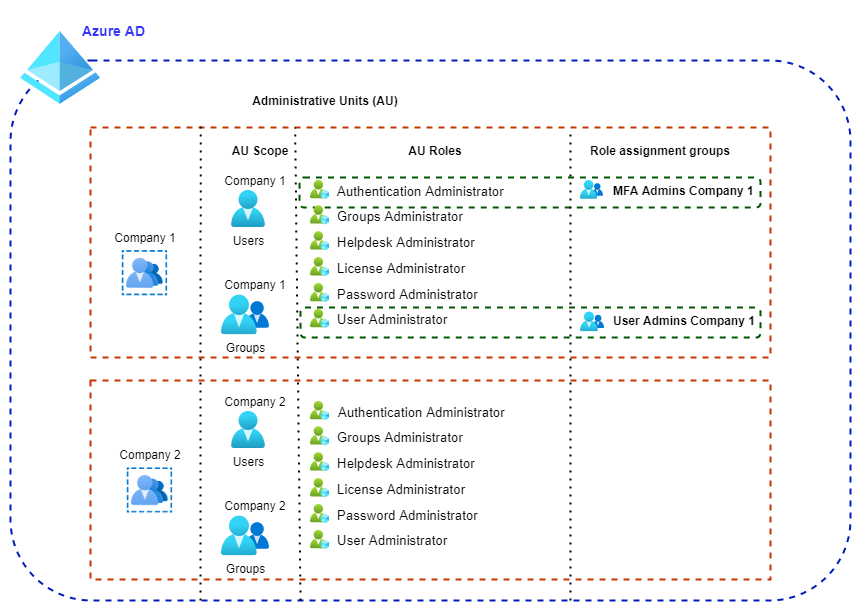 Azure AD
Administrative Units (AU)
AU Scope
AU Roles
Role assignment groups
Company 1
Company 1
Users
Company 1
Groups
Authentication Administrator
MFA Admins Company 1
Groups Administrator
Helpdesk Administrator
License Administrator
Password Administrator
User Administrator
User Admins Company 1
Company 2
Company 2
Users
Company 2
Groups
Authentication Administrator
Groups Administrator
Helpdesk Administrator
License Administrator
Password Administrator
User Administrator